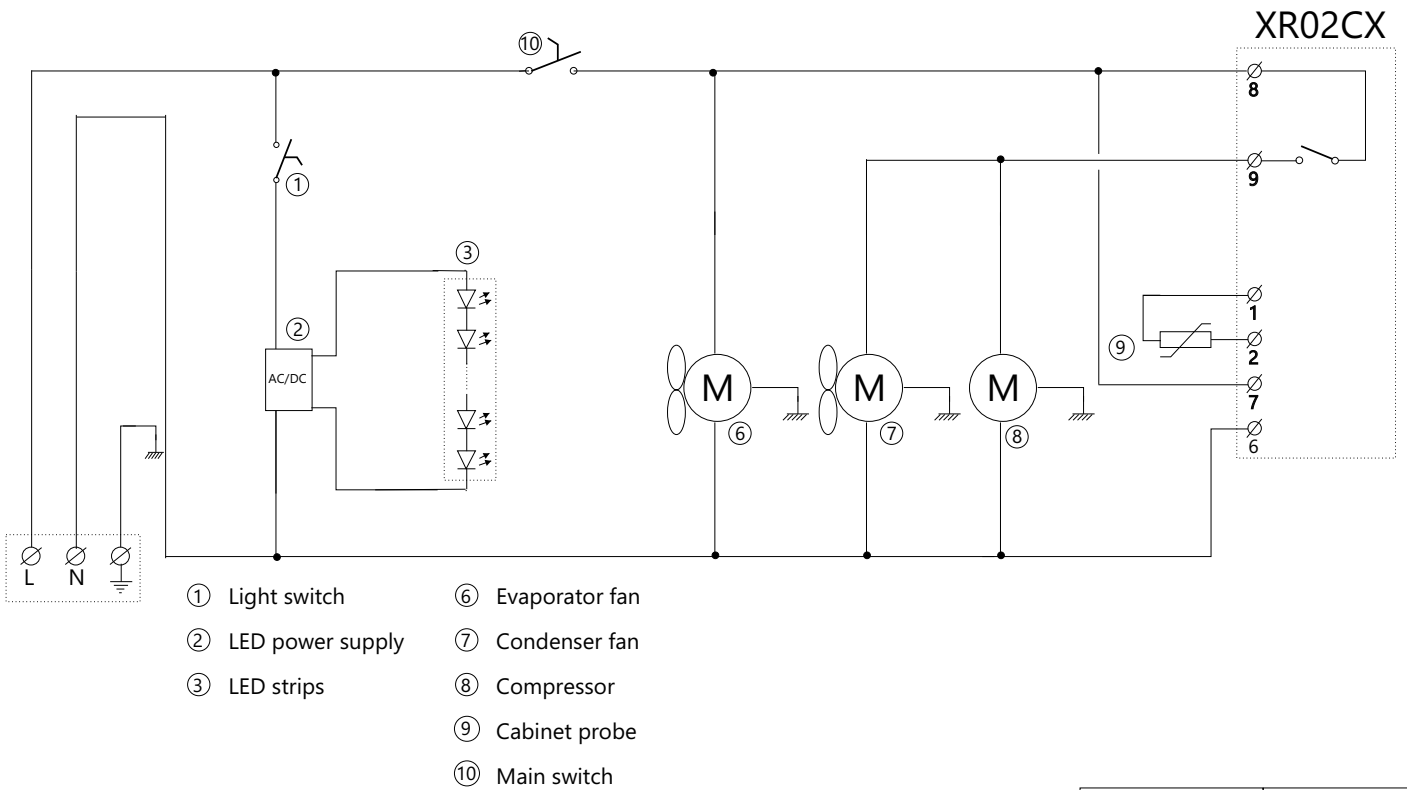 XR02CX
⑩
8
9
①
③
②
AC/DC
1
⑨
2
M
M
M
7
⑥
⑦
⑧
6
L
N
① Light switch
② LED power supply
③ LED strips
⑥ Evaporator fan
⑦ Condenser fan
⑧ Compressor
⑨ Cabinet probe
⑩ Main switch